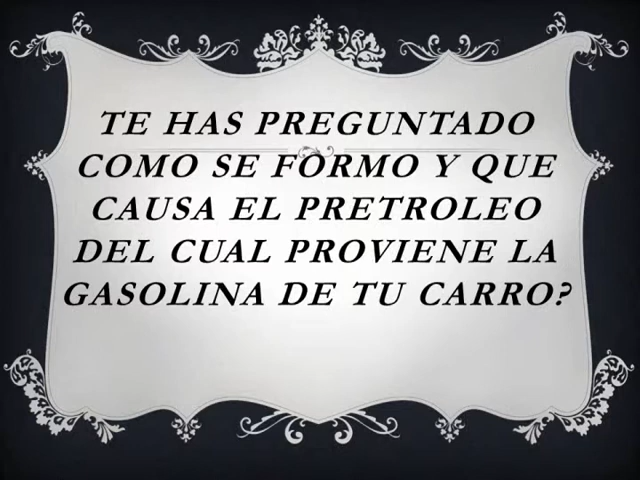 TE HAS PREGUNTADO
COMO SE FORMO Y QUE
CAUSA EL PRETROLEO
DEL CUAL PROVIENE LA
GASOLINA DE TU CARRO?